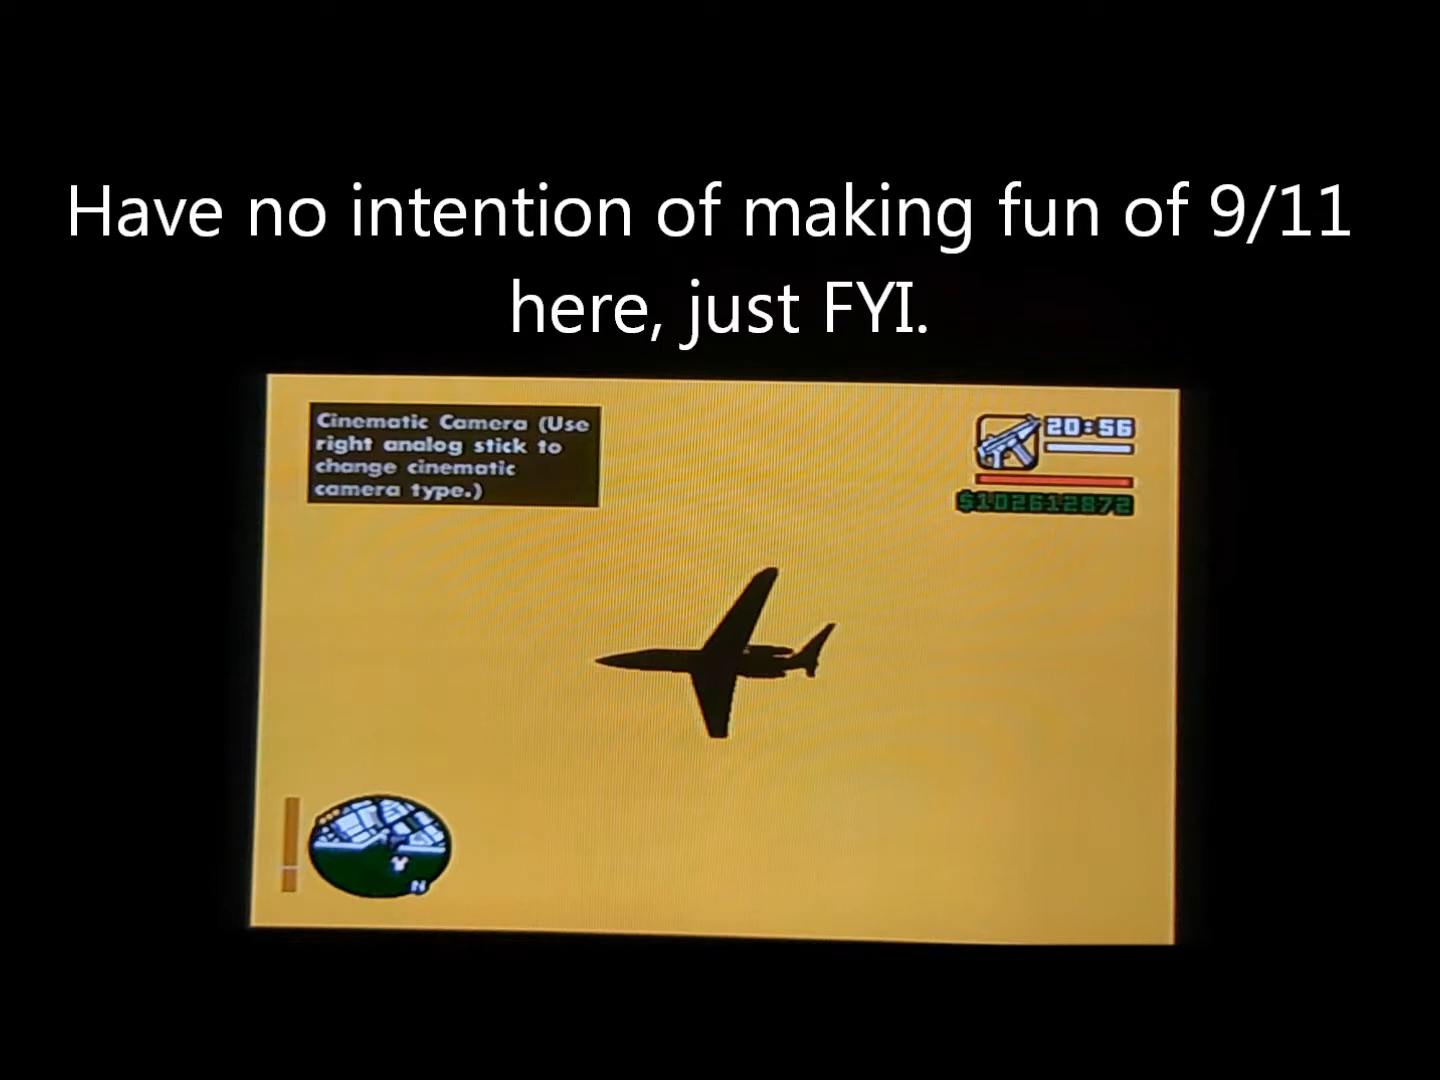 Have no intention of making fun of 9/11
here, just FYI.
Cinematic Camera (Use
right analog stick to
change cinematic
camera type.)
20:56
$102612872
N